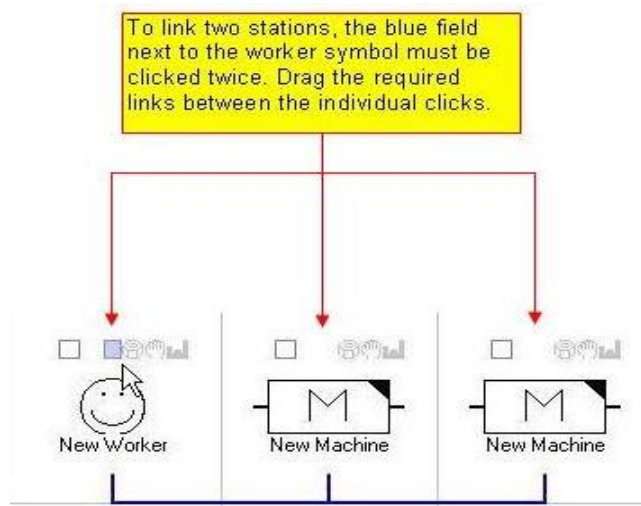 To link two stations, the blue field
next to the worker symbol must be
clicked twice. Drag the required
links between the individual clicks.
M
M
New Worker
New Machine
New Machine